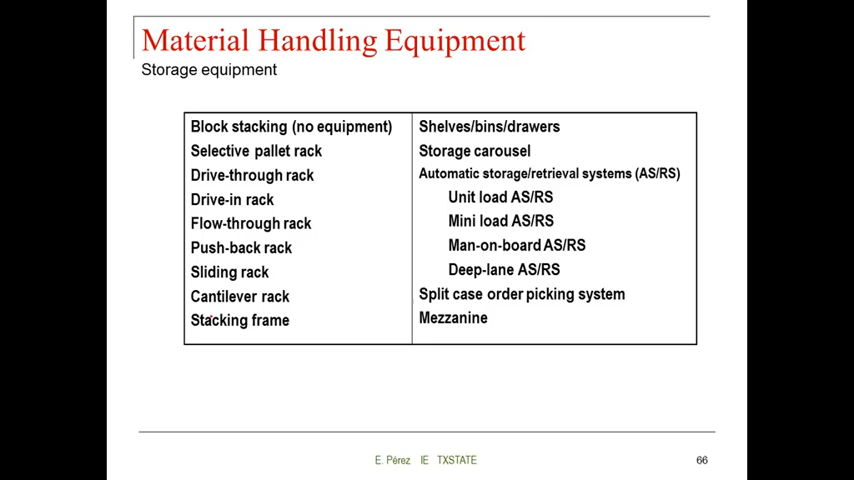 Material Handling Equipment
Storage equipment
Block stacking (no equipment)
Selective pallet rack
Drive-through rack
Drive-in rack
Flow-through rack
Push-back rack
Sliding rack
Cantilever rack
Stacking frame
Shelves/bins/drawers
Storage carousel
Automatic storage/retrieval systems (AS/RS)
Unit load AS/RS
Mini load AS/RS
Man-on-board AS/RS
Deep-lane AS/RS
Split case order picking system
Mezzanine
E. Pérez IE TXSTATE
66